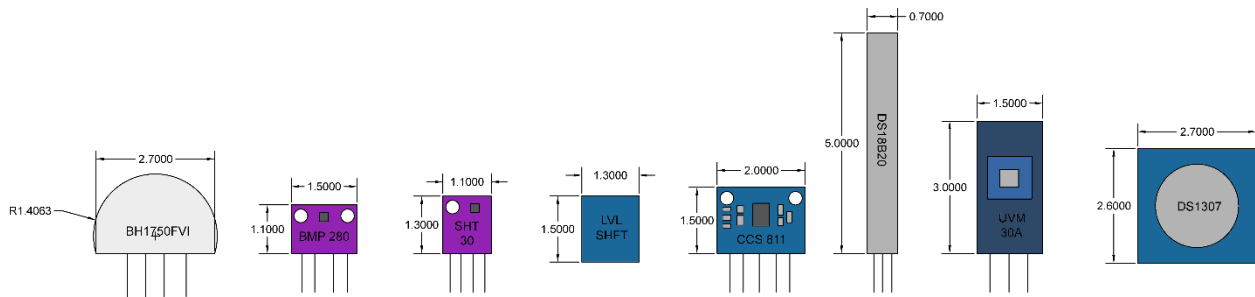 2.7000
R1.4063
BH1750FVI
1.5000
1.1000
BMP 280
1.1000
1.3000
SHT
30
1.3000
1.5000
LVL
SHFT
2.0000
1.5000
CCS 811
0.7000
5.0000
DS18B20
1.5000
3.0000
UVM
30A
2.7000
2.6000
DS1307